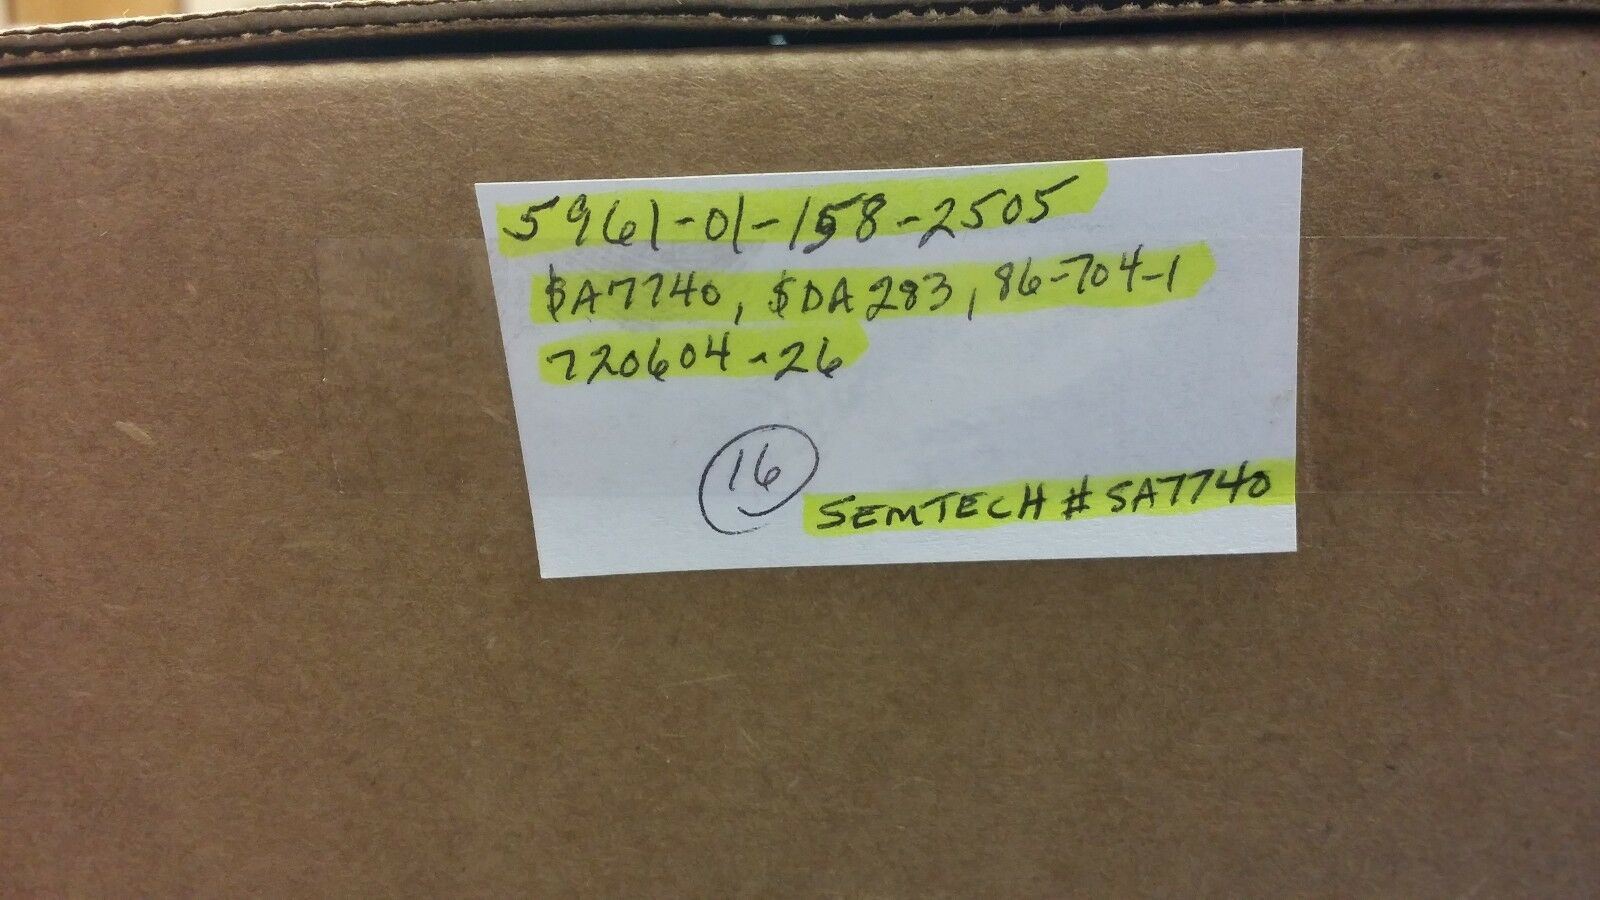 5961-01-158-2505
$A7740, $DA283, 86-704-1
720604-26
16
SEMTECH # SA7740